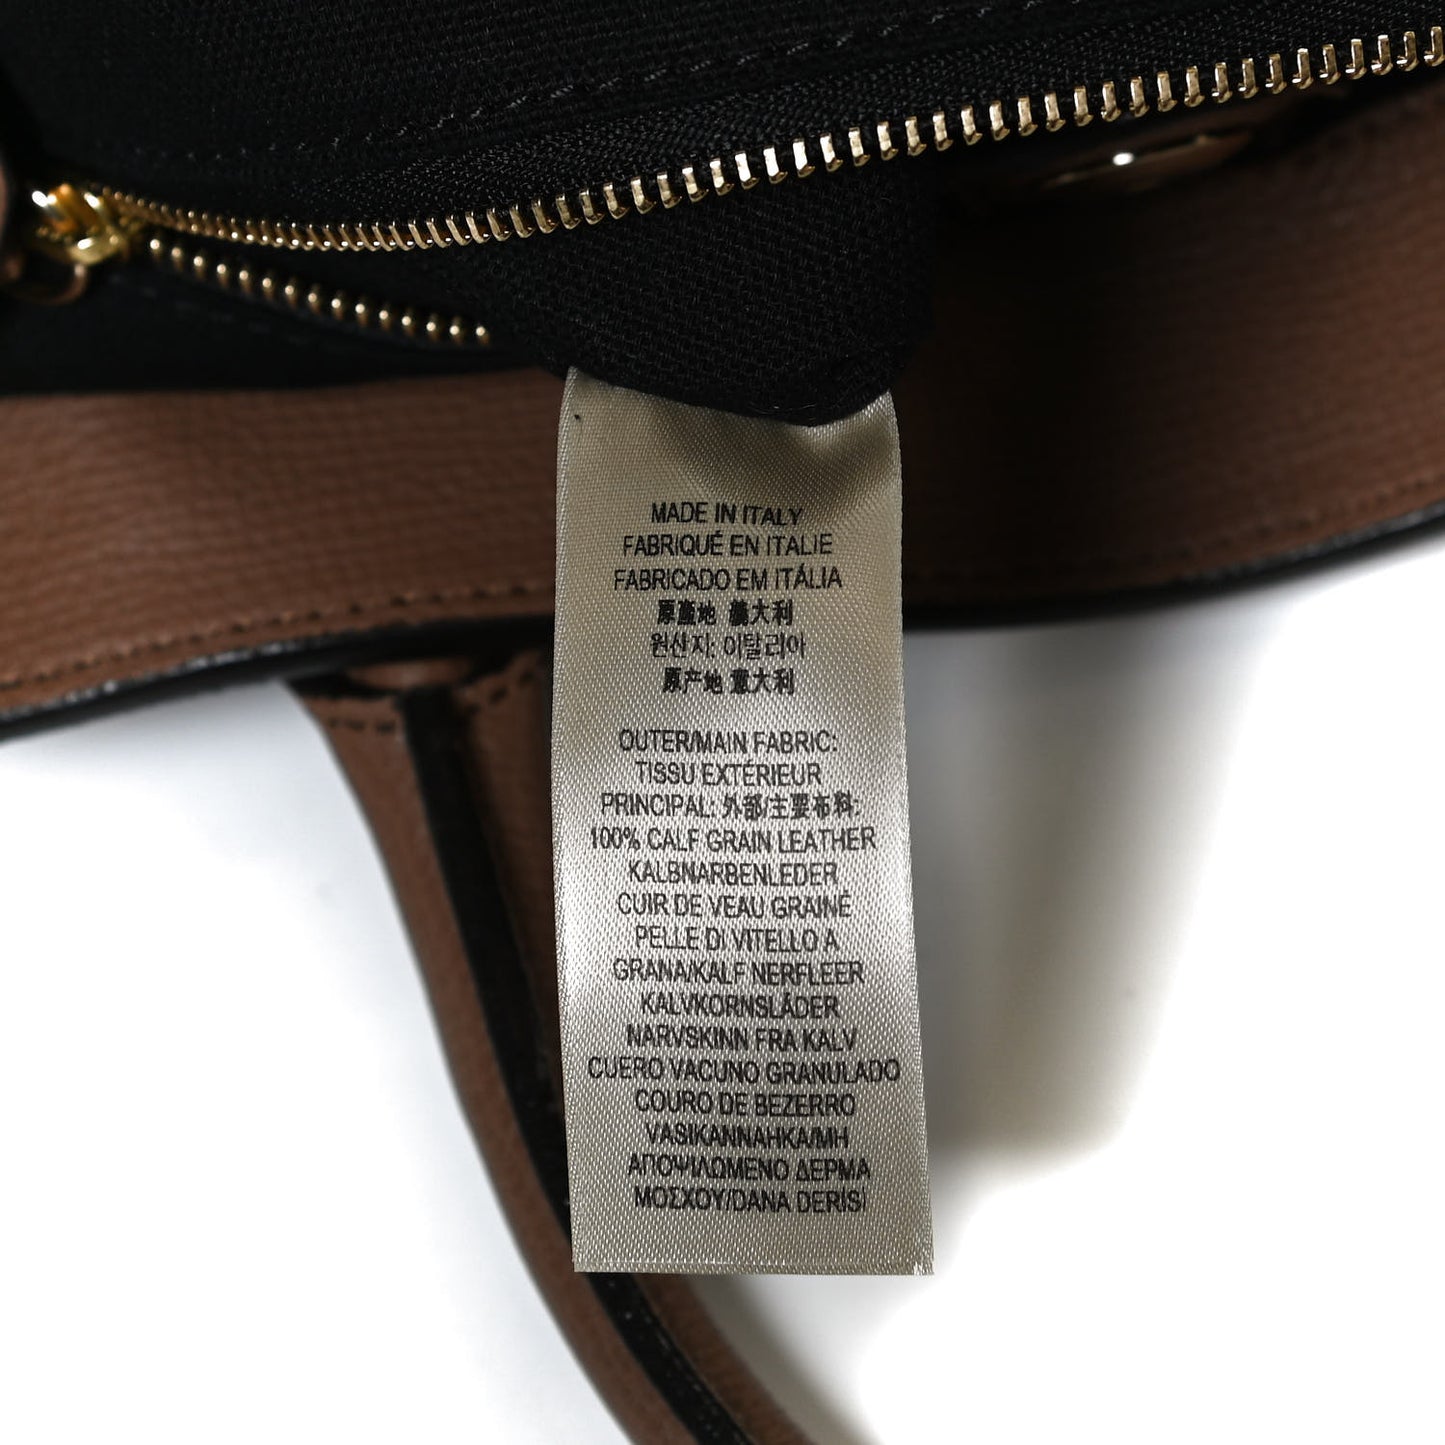 MADE IN ITALY
FABRIQUÉ EN ITALIE
FABRICADO EM ITÁLIA
原產地 義大利
원산지: 이탈리아
原产地 意大利
OUTER/MAIN FABRIC:
TISSU EXTÉRIEUR
PRINCIPAL: 外部/主要布料:
100% CALF GRAIN LEATHER
KALBNARBENLEDER
CUIR DE VEAU GRAINÉ
PELLE DI VITELLO A
GRANA/KALF NERFLEER
KALVKORNSLÄDER
NARVSKINN FRA KALV
CUERO VACUNO GRANULADO
COURO DE BEZERRO
VASIKANNAHKA/MH
ΑΠΟΨΙΛΩΜΕΝΟ ΔΕΡΜΑ
ΜΟΣΧΟΥ/DANA DERİSİ